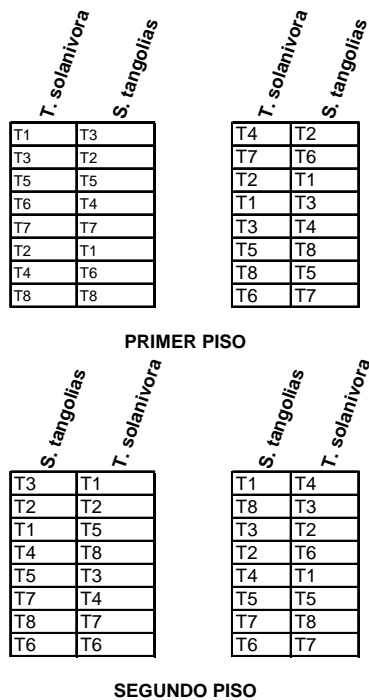 T. solanivora S. tangolias T. solanivora S. tangolias
T1 T3 T4 T2
T3 T2 T7 T6
T5 T5 T2 T1
T6 T4 T1 T3
T7 T7 T3 T4
T2 T1 T5 T8
T4 T6 T8 T5
T8 T8 T6 T7
PRIMER PISO
S. tangolias T. solanivora S. tangolias T. solanivora
T3 T1 T1 T4
T2 T2 T8 T3
T1 T5 T3 T2
T4 T8 T2 T6
T5 T3 T4 T1
T7 T4 T5 T5
T8 T7 T7 T8
T6 T6 T6 T7
SEGUNDO PISO